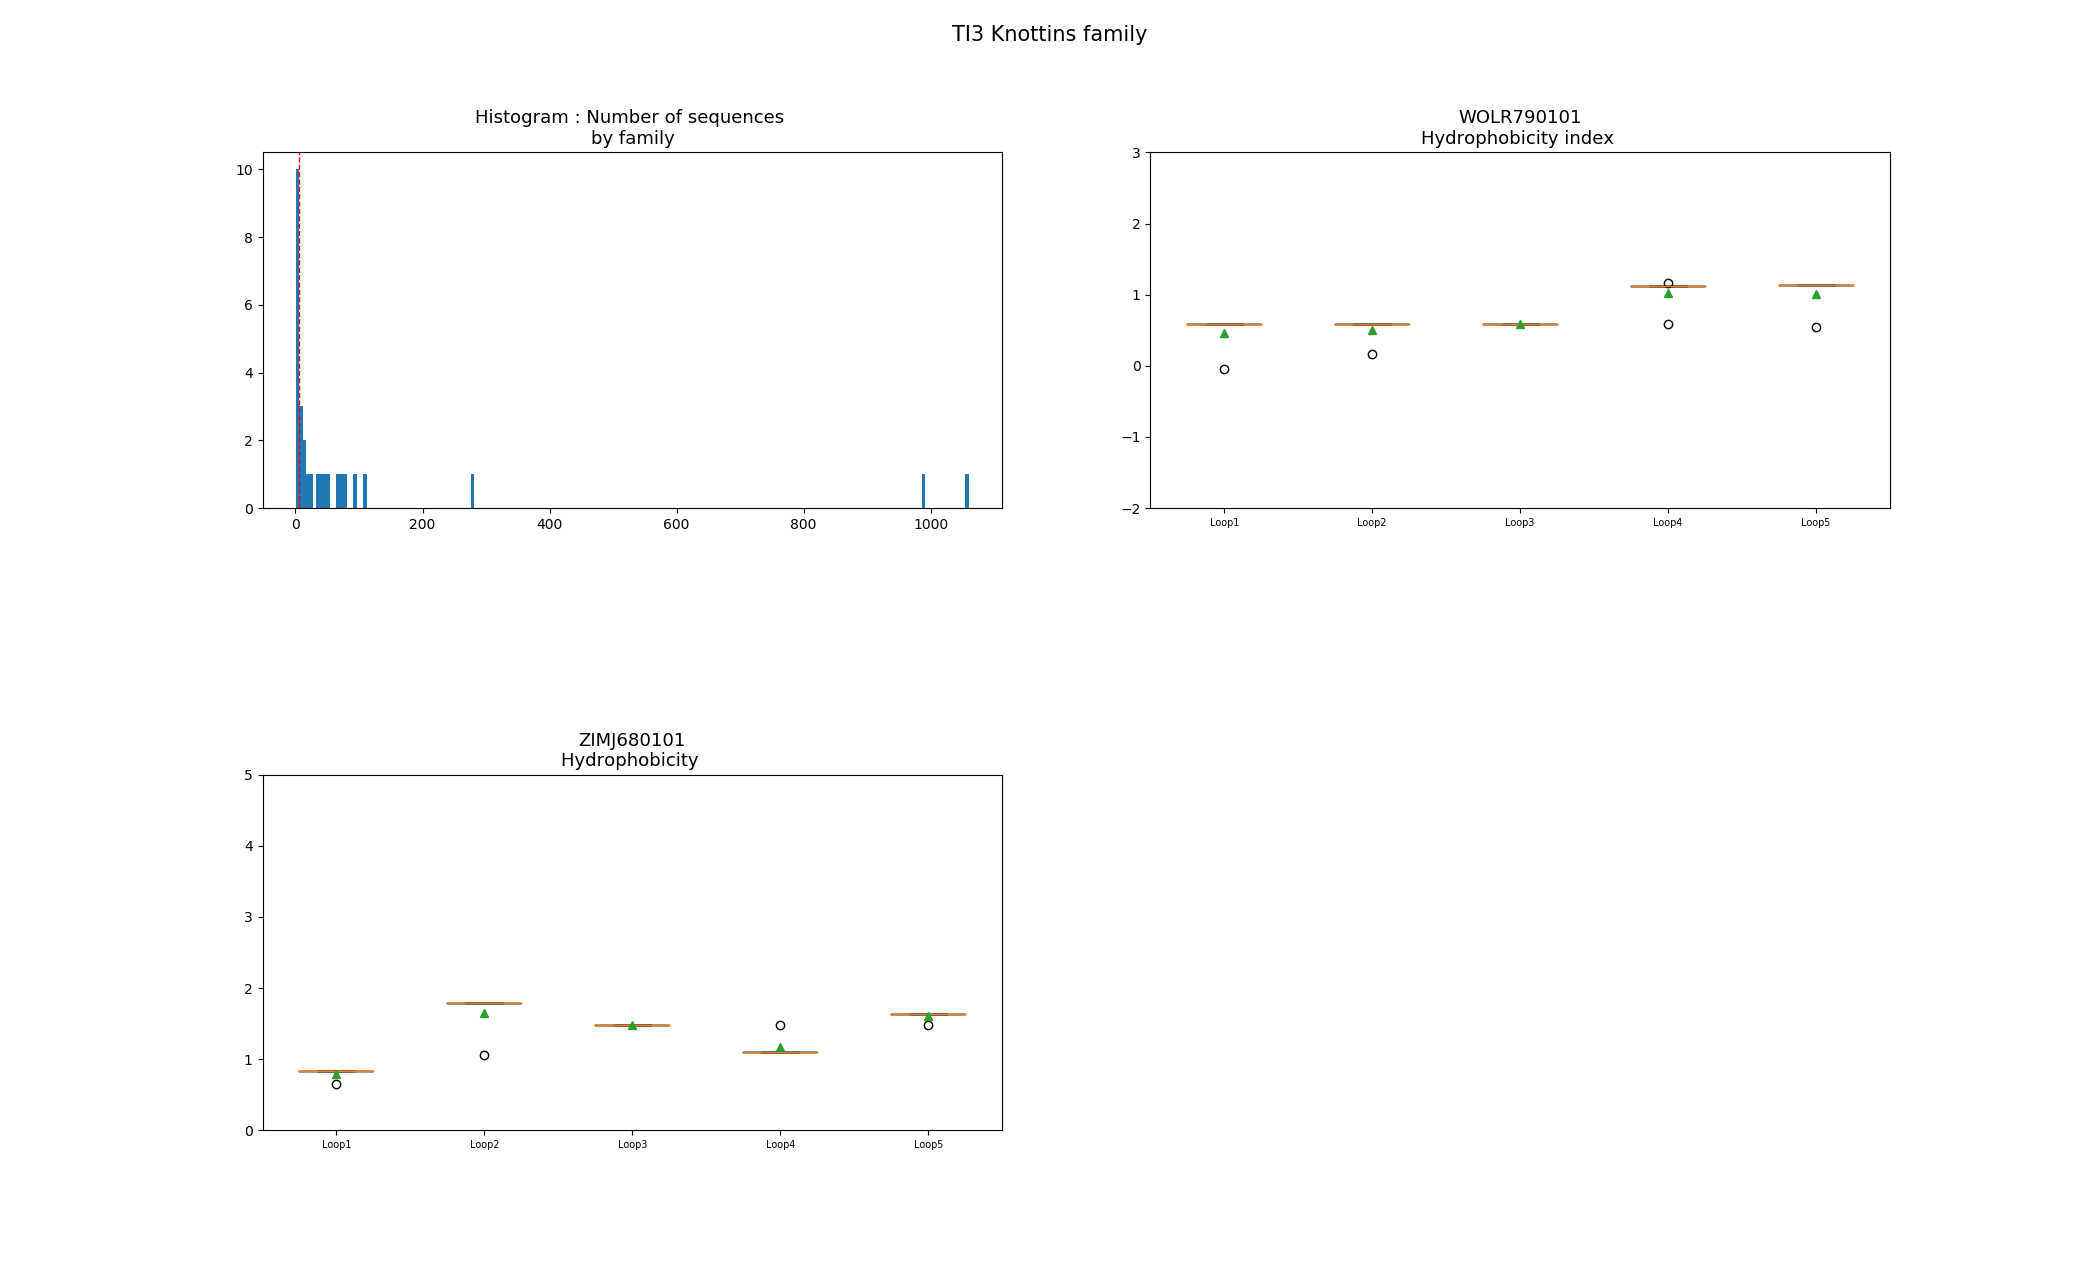 TI3 Knottins family
Histogram : Number of sequences
by family
10
8
6
4
2
0
0 200 400 600 800 1000
WOLR790101
Hydrophobicity index
3
2
1
0
−1
−2
Loop1 Loop2 Loop3 Loop4 Loop5
ZIMJ680101
Hydrophobicity
5
4
3
2
1
0
Loop1 Loop2 Loop3 Loop4 Loop5